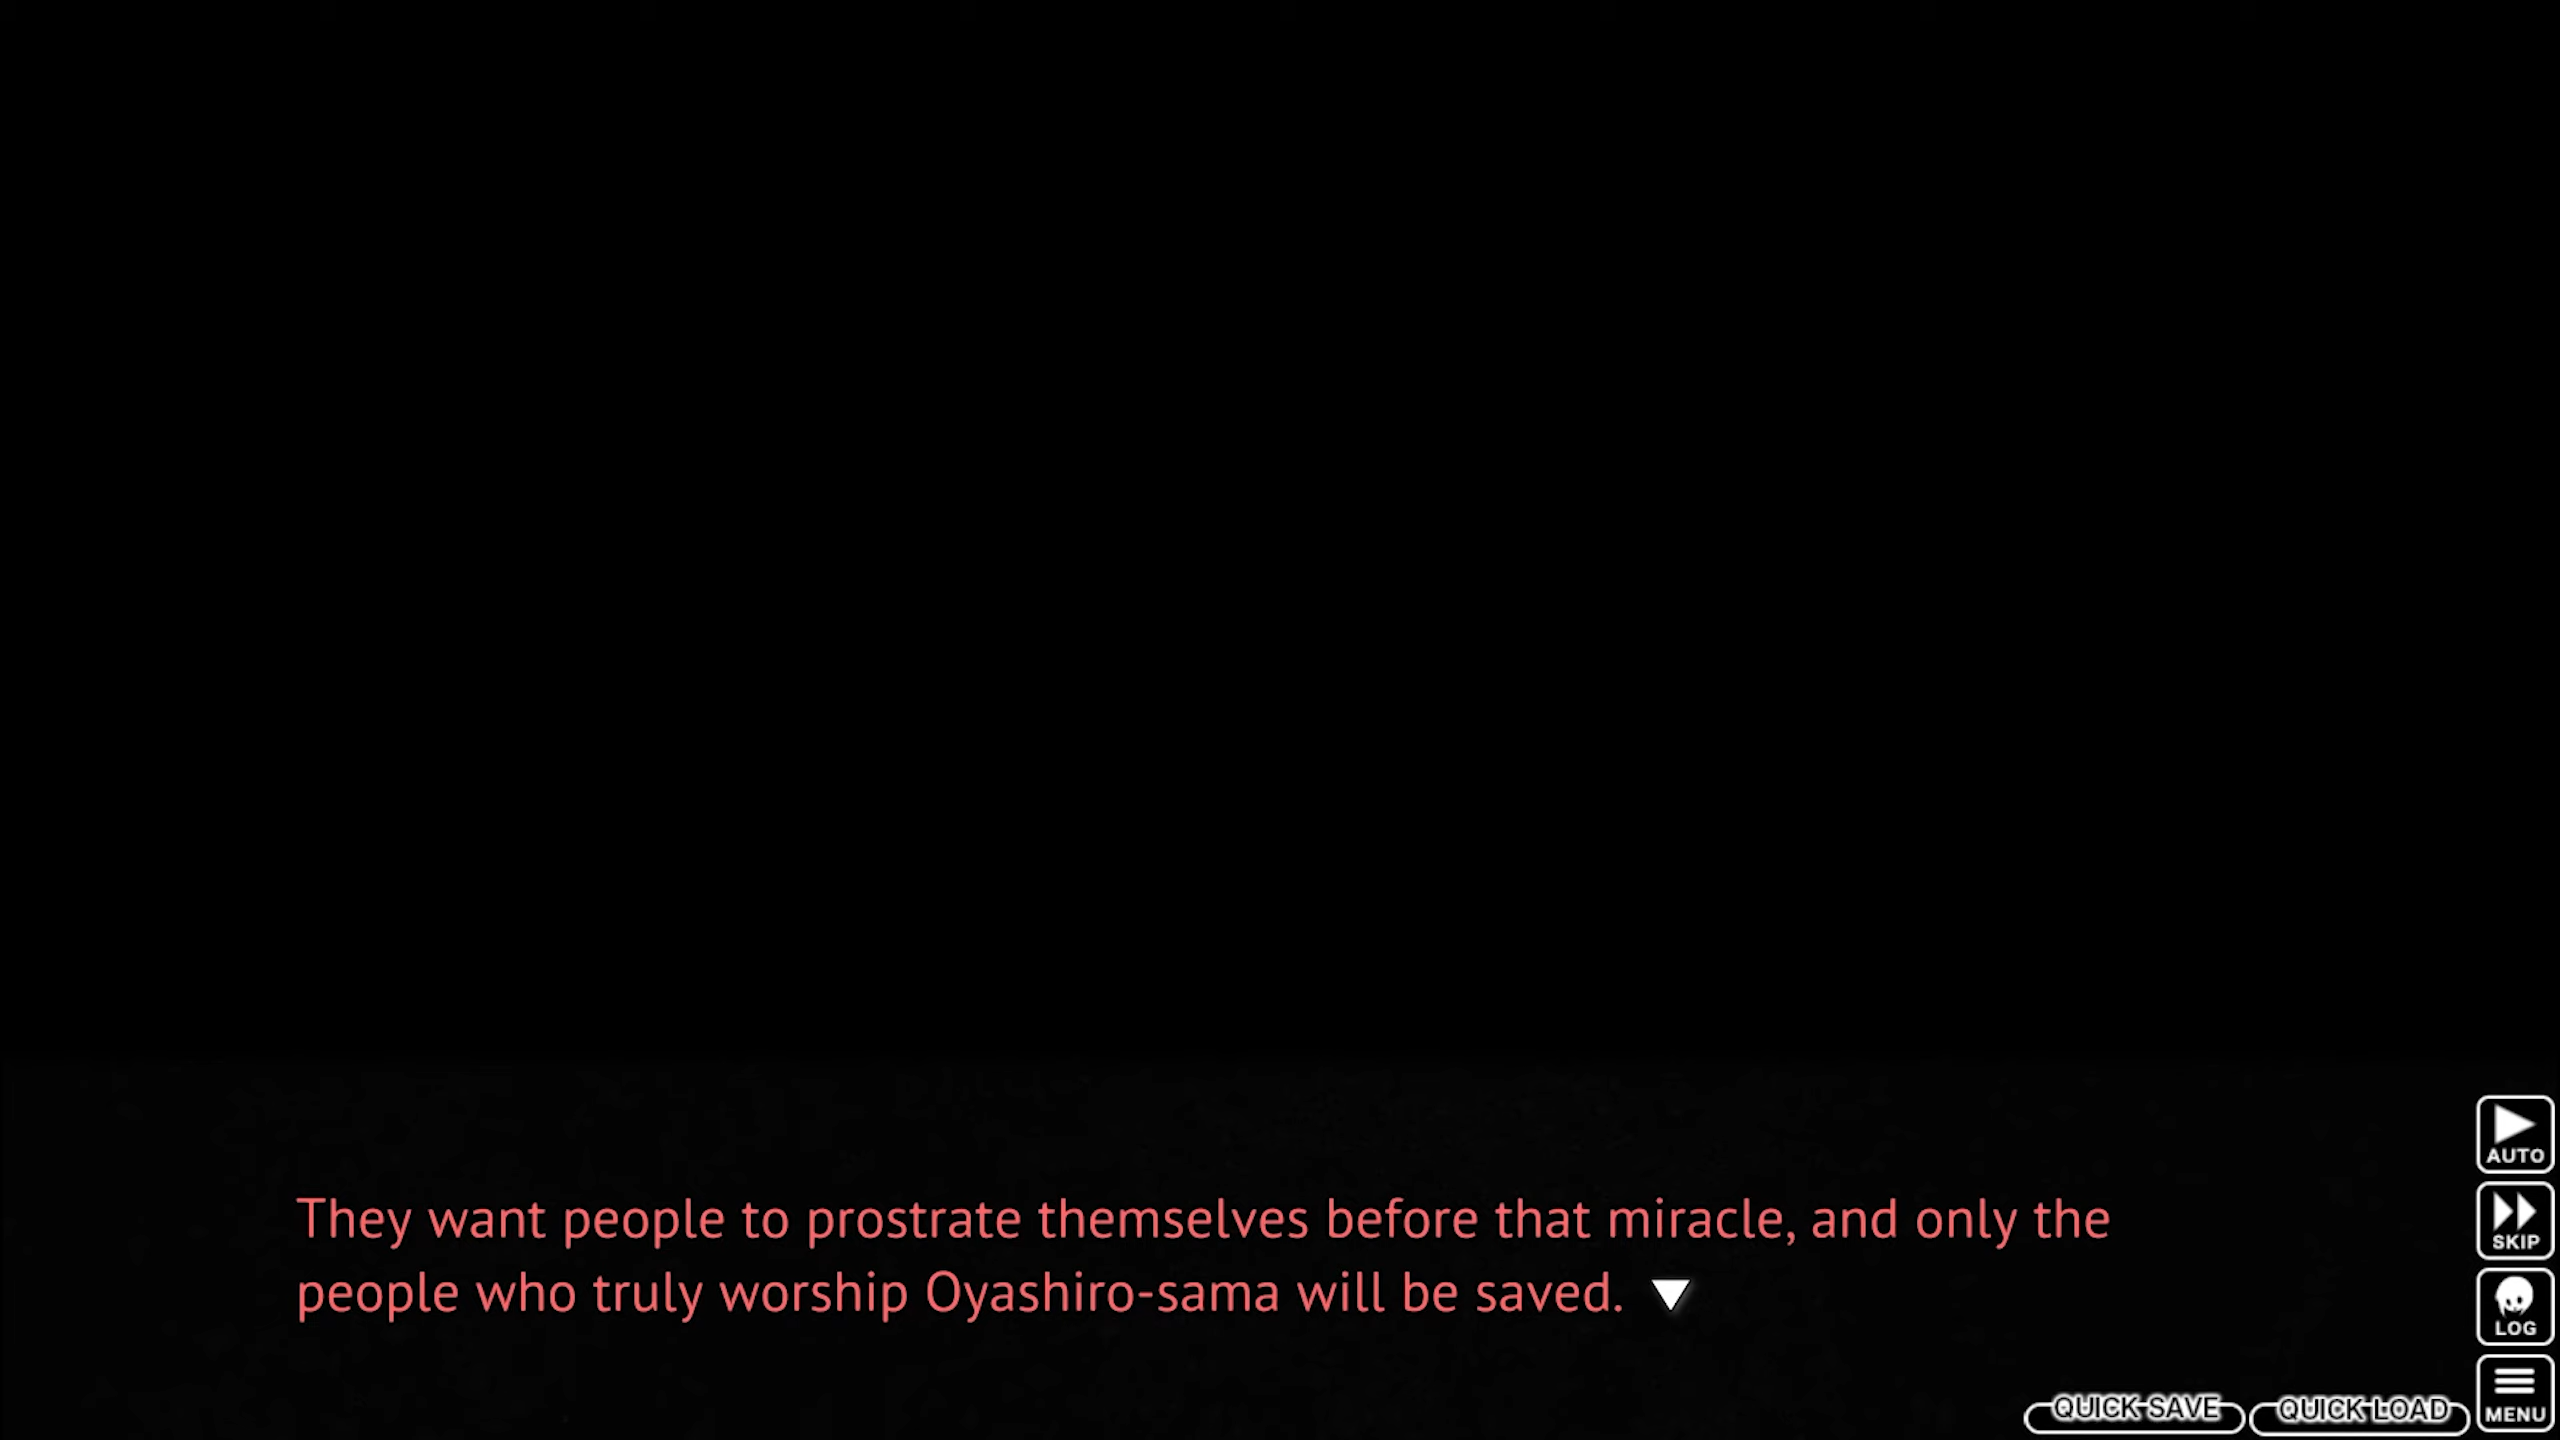 They want people to prostrate themselves before that miracle, and only the
people who truly worship Oyashiro-sama will be saved.
AUTO
SKIP
LOG
MENU
QUICK SAVE QUICK LOAD